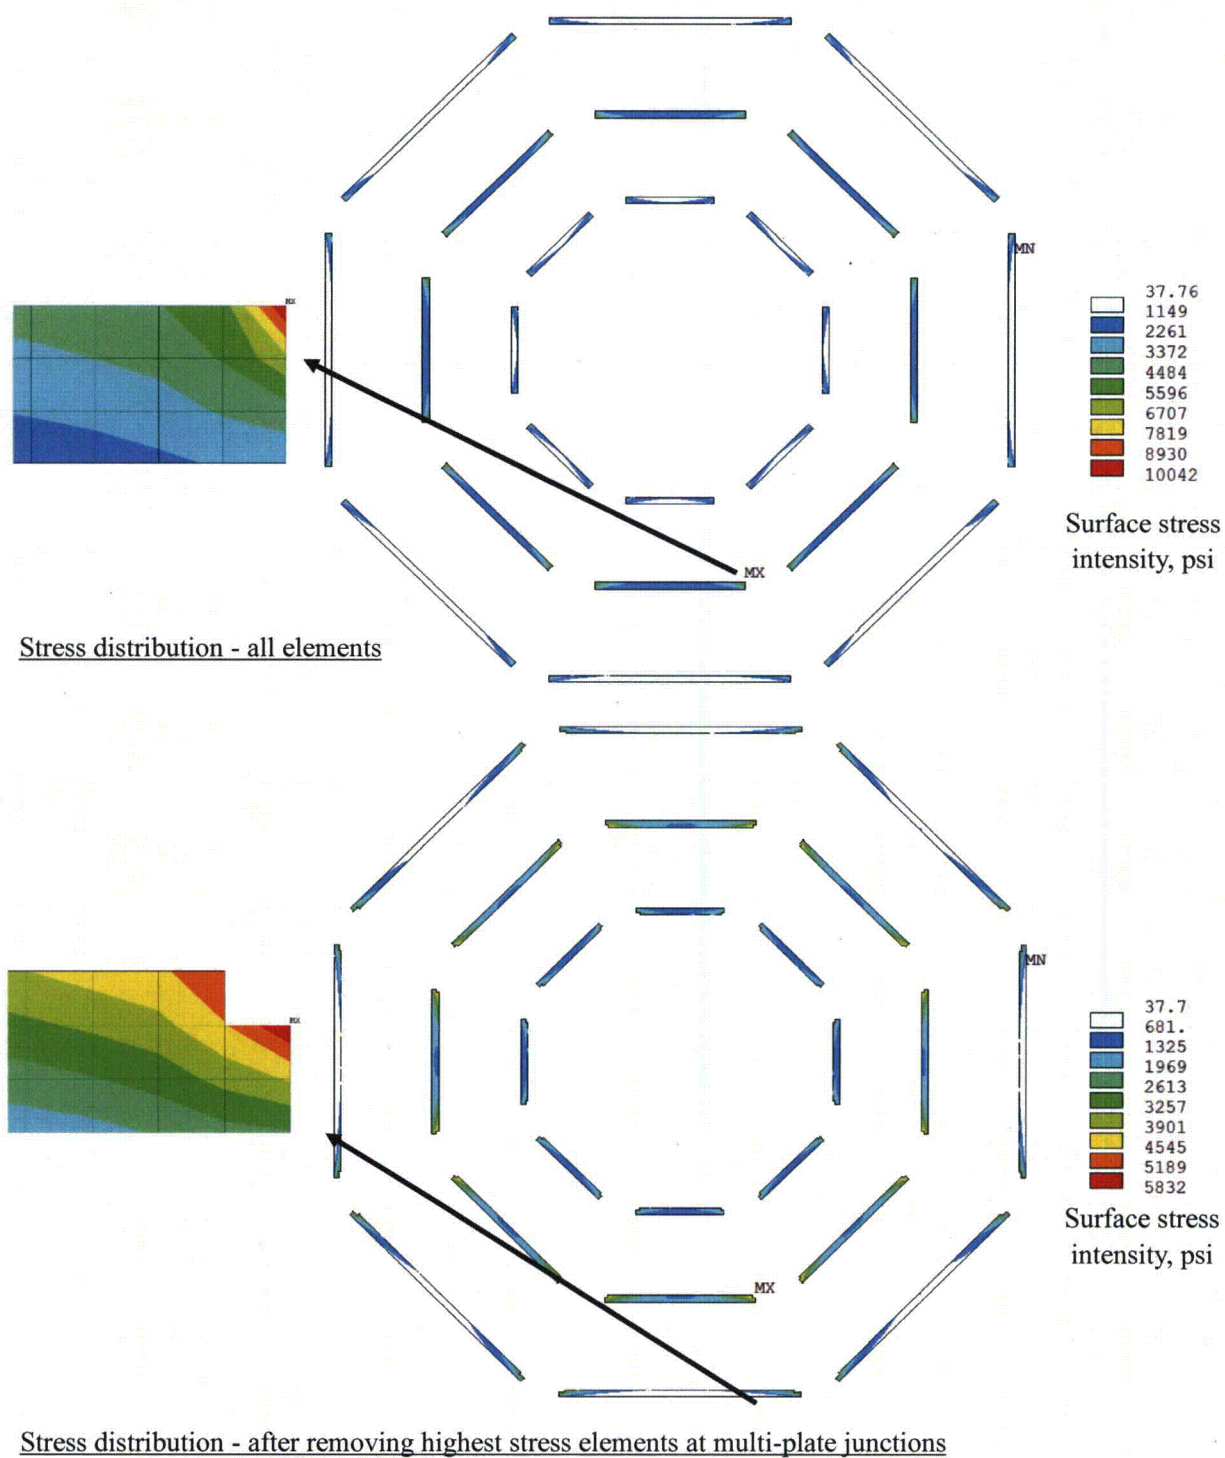 MN
MX
37.76
1149
2261
3372
4484
5596
6707
7819
8930
10042
Surface stress
intensity, psi
MX
Stress distribution - all elements
MN
MX
37.7
681.
1325
1969
2613
3257
3901
4545
5189
5832
Surface stress
intensity, psi
MX
Stress distribution - after removing highest stress elements at multi-plate junctions